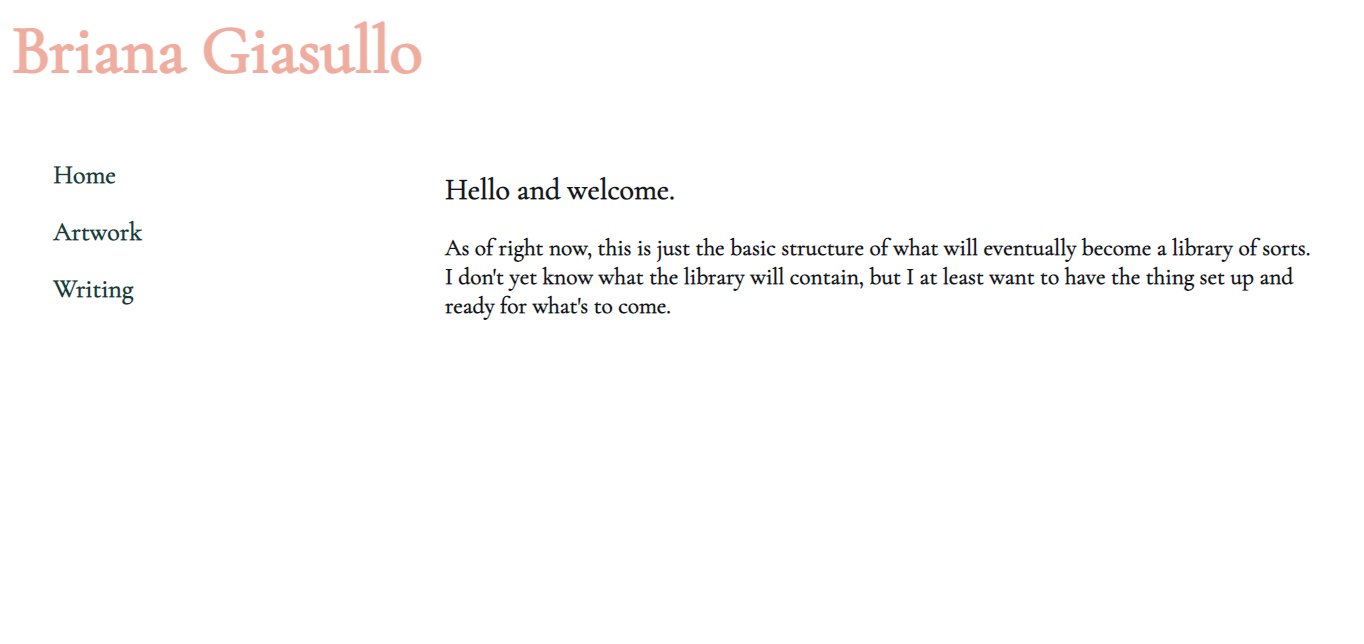 Briana Giasullo
Home
Artwork
Writing
Hello and welcome.
As of right now, this is just the basic structure of what will eventually become a library of sorts.
I don't yet know what the library will contain, but I at least want to have the thing set up and
ready for what's to come.